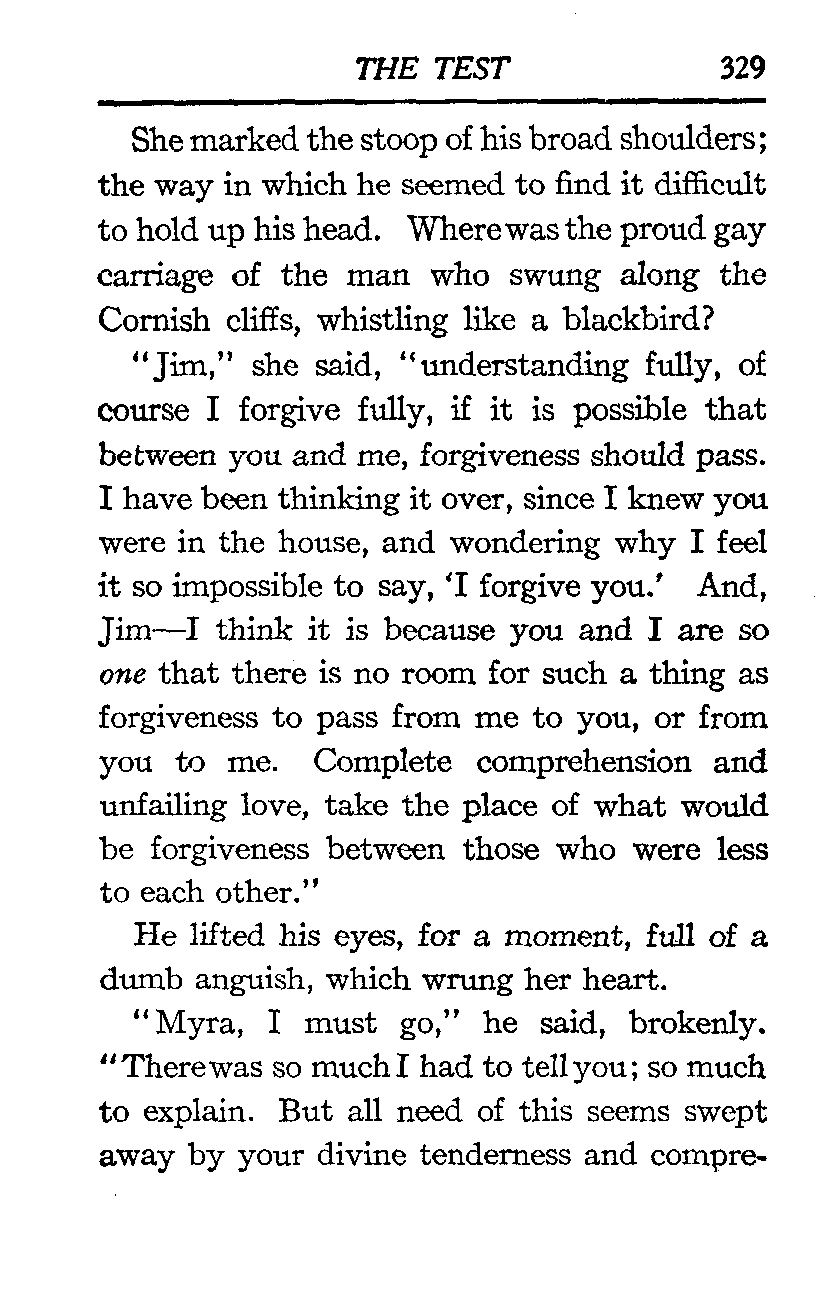 THE TEST 329
She marked the stoop of his broad shoulders;
the way in which he seemed to find it difficult
to hold up his head. Where was the proud gay
carriage of the man who swung along the
Cornish cliffs, whistling like a blackbird?
"Jim," she said, "understanding fully, of
course I forgive fully, if it is possible that
between you and me, forgiveness should pass.
I have been thinking it over, since I knew you
were in the house, and wondering why I feel
it so impossible to say, 'I forgive you.' And,
Jim—I think it is because you and I are so
one that there is no room for such a thing as
forgiveness to pass from me to you, or from
you to me. Complete comprehension and
unfailing love, take the place of what would
be forgiveness between those who were less
to each other."
He lifted his eyes, for a moment, full of a
dumb anguish, which wrung her heart.
"Myra, I must go," he said, brokenly.
"There was so much I had to tell you; so much
to explain. But all need of this seems swept
away by your divine tenderness and compre-